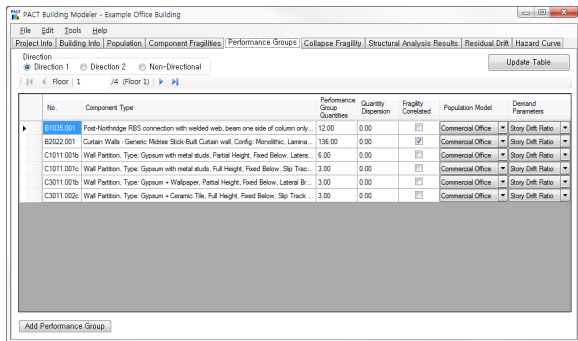 PACT Building Modeler - Example Office Building
File Edit Tools Help
Project Info Building Info Population Component Fragilities Performance Groups Collapse Fragility Structural Analysis Results Residual Drift Hazard Curve
Direction
Direction 1 Direction 2 Non-Directional
Update Table
Floor 1 /4 (Floor 1)
No. Component Type Performance Group Quantities Quantity Dispersion Fragility Correlated Population Model Demand Parameters
B1035.001 Post-Northridge RBS connection with welded web, beam one side of column only... 12.00 0.00 Commercial Office Story Drift Ratio
B2022.001 Curtain Walls - Generic Midrise Stick-Built Curtain wall, Config: Monolithic, Lamina... 136.00 0.00 Commercial Office Story Drift Ratio
C1011.001b Wall Partition, Type: Gypsum with metal studs, Partial Height, Fixed Below, Latera... 6.00 0.00 Commercial Office Story Drift Ratio
C1011.001c Wall Partition, Type: Gypsum with metal studs, Full Height, Fixed Below, Slip Trac... 3.00 0.00 Commercial Office Story Drift Ratio
C3011.001b Wall Partition, Type: Gypsum + Wallpaper, Partial Height, Fixed Below, Lateral Br... 3.00 0.00 Commercial Office Story Drift Ratio
C3011.002c Wall Partition, Type: Gypsum + Ceramic Tile, Full Height, Fixed Below, Slip Track ... 3.00 0.00 Commercial Office Story Drift Ratio
Add Performance Group